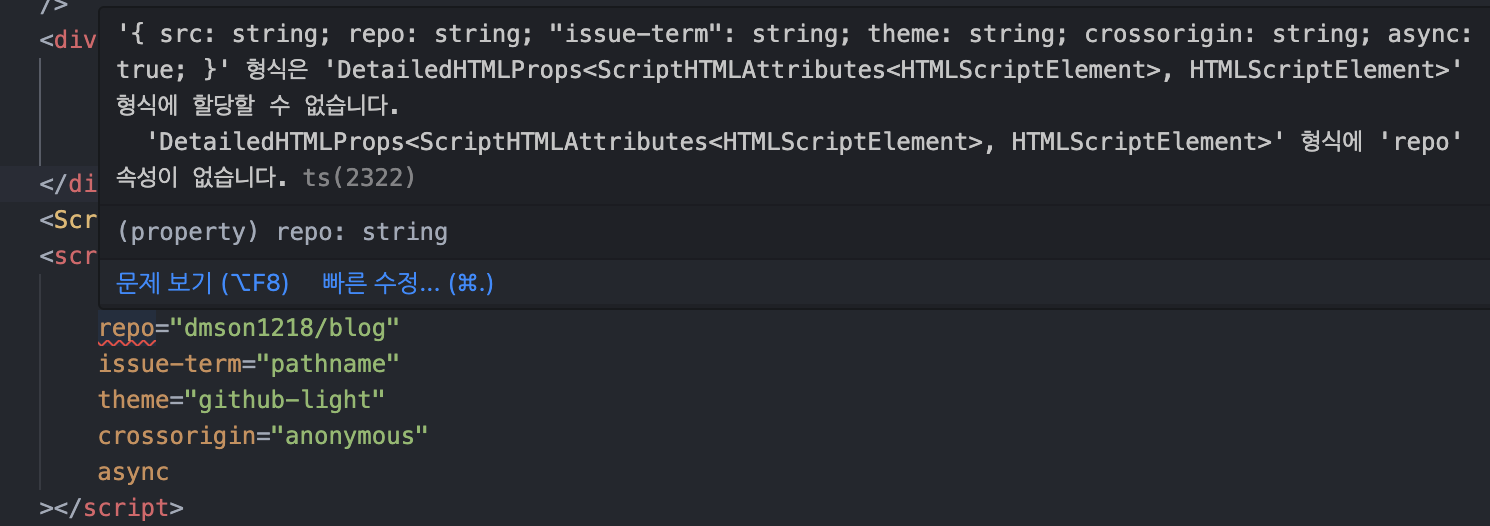 />
<div
'{ src: string; repo: string; "issue-term": string; theme: string; crossorigin: string; async:
true; }' 형식은 'DetailedHTMLProps<ScriptHTMLAttributes<HTMLScriptElement>, HTMLScriptElement>'
형식에 할당할 수 없습니다.
'DetailedHTMLProps<ScriptHTMLAttributes<HTMLScriptElement>, HTMLScriptElement>' 형식에 'repo'
속성이 없습니다. ts(2322)
</di
<Scr
(property) repo: string
<scr
문제 보기 (⌥F8) 빠른 수정... (⌘.)
repo="dmson1218/blog"
issue-term="pathname"
theme="github-light"
crossorigin="anonymous"
async
></script>